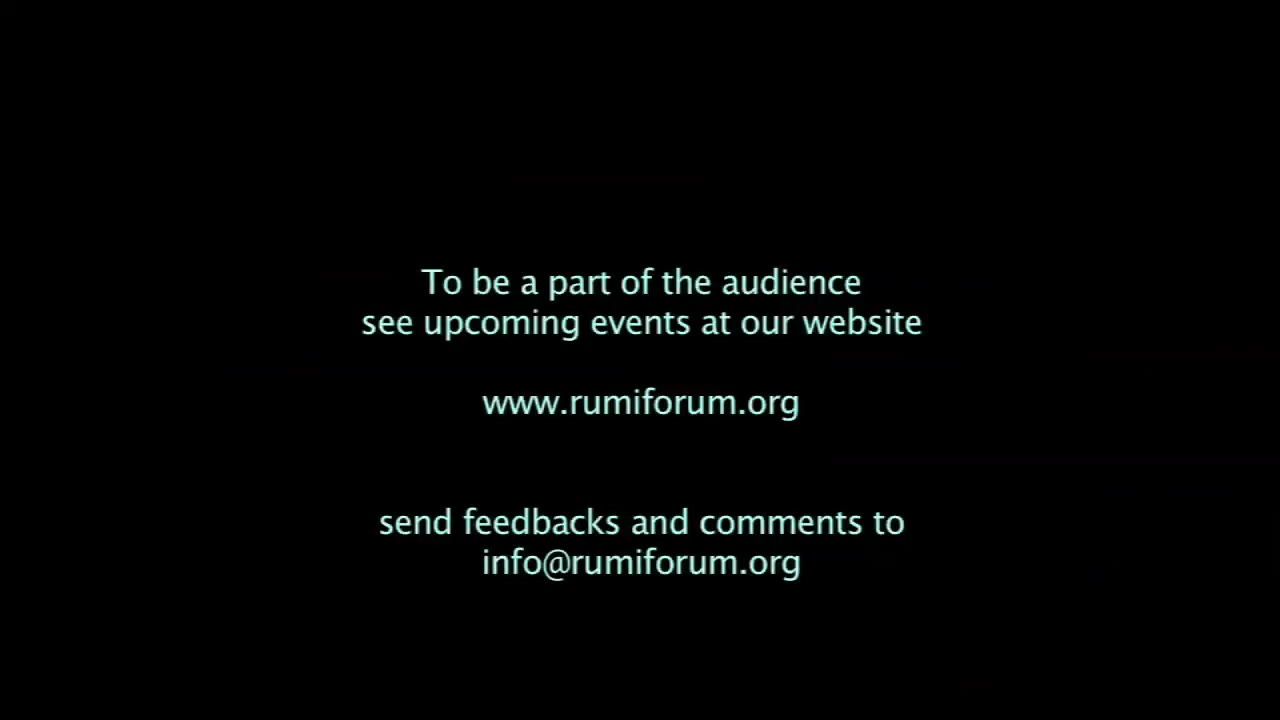 To be a part of the audience
see upcoming events at our website
www.rumiforum.org
send feedbacks and comments to
info@rumiforum.org